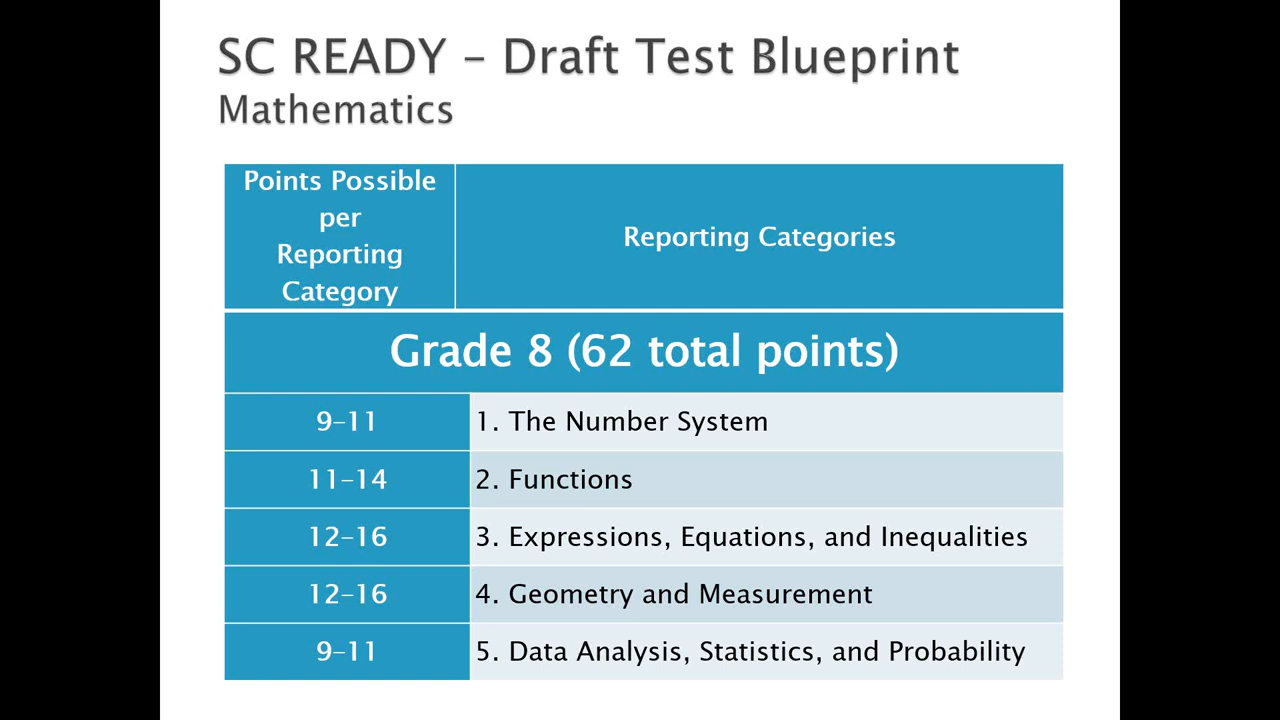 SC READY – Draft Test Blueprint
Mathematics
Points Possible
per
Reporting
Category
Reporting Categories
Grade 8 (62 total points)
9–11
1. The Number System
11–14
2. Functions
12–16
3. Expressions, Equations, and Inequalities
12–16
4. Geometry and Measurement
9–11
5. Data Analysis, Statistics, and Probability